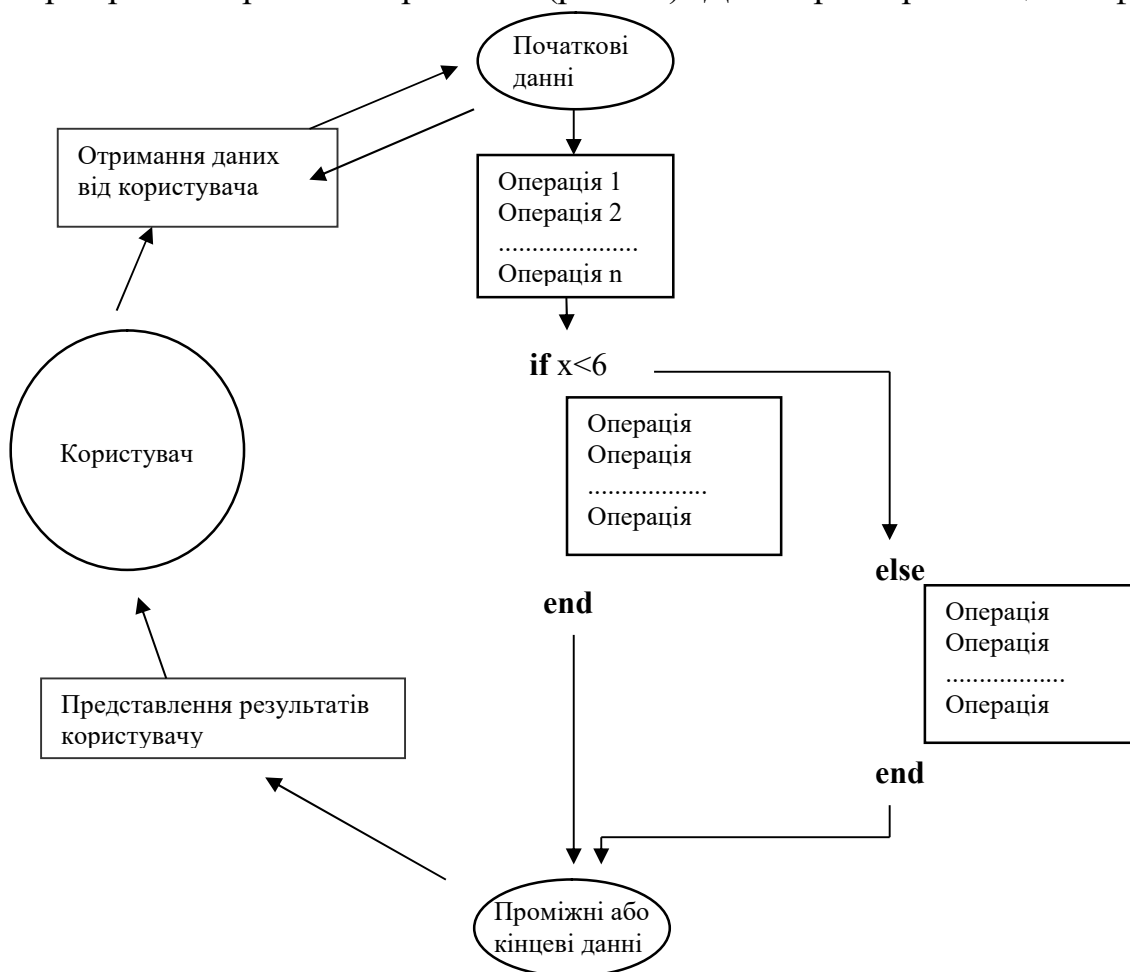 Початкові
данні
Отримання даних
від користувача
Операція 1
Операція 2
.....................
Операція n
if x<6
Операція
Операція
..................
Операція
Користувач
else
end
Операція
Операція
..................
Операція
Представлення результатів
користувачу
end
Проміжні або
кінцеві данні